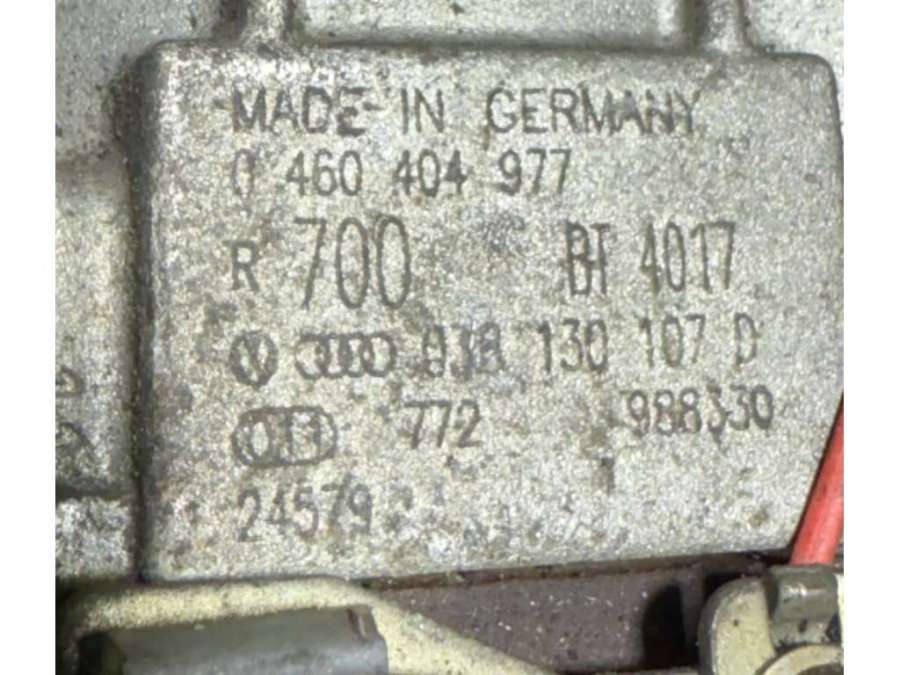 MADE IN GERMANY
0 460 404 977
R 700 BT 4017
038 130 107 D
772 988330
24579